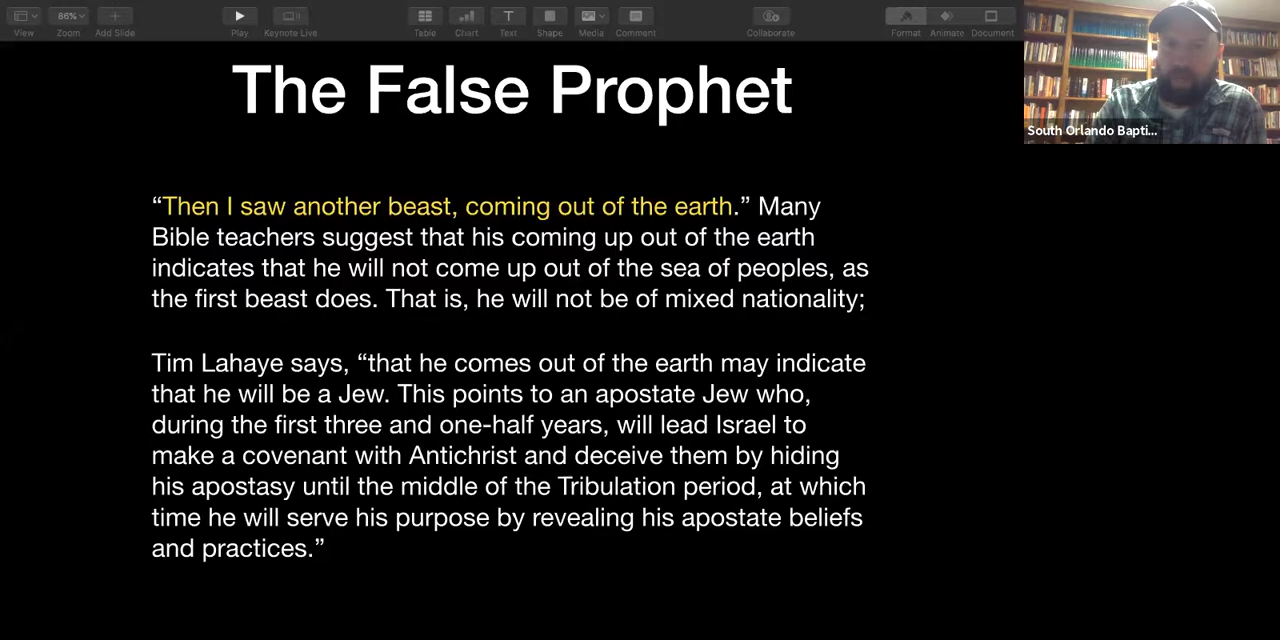 86%
View
Zoom
Add Slide
Play
Keynote Live
Table
Chart
Text
Shape
Media
Comment
Collaborate
Format
Animate
Document
South Orlando Bapti...
The False Prophet
“Then I saw another beast, coming out of the earth.” Many
Bible teachers suggest that his coming up out of the earth
indicates that he will not come up out of the sea of peoples, as
the first beast does. That is, he will not be of mixed nationality;
Tim Lahaye says, “that he comes out of the earth may indicate
that he will be a Jew. This points to an apostate Jew who,
during the first three and one-half years, will lead Israel to
make a covenant with Antichrist and deceive them by hiding
his apostasy until the middle of the Tribulation period, at which
time he will serve his purpose by revealing his apostate beliefs
and practices.”